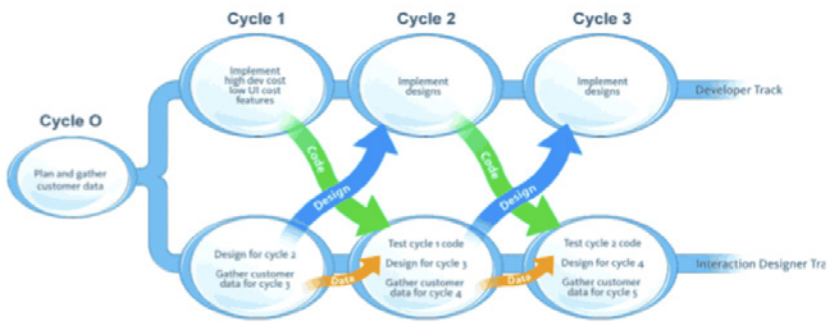 Cycle 1
Cycle 2
Cycle 3
Implement
high dev cost
low UI cost
features
Implement
designs
Implement
designs
Developer Track
Cycle O
Plan and gather
customer data
Code
Design
Code
Design
Design for cycle 2
Gather customer
data for cycle 3
Data
Test cycle 1 code
Design for cycle 3
Gather customer
data for cycle 4
Data
Test cycle 2 code
Design for cycle 4
Gather customer
data for cycle 5
Interaction Designer Tra